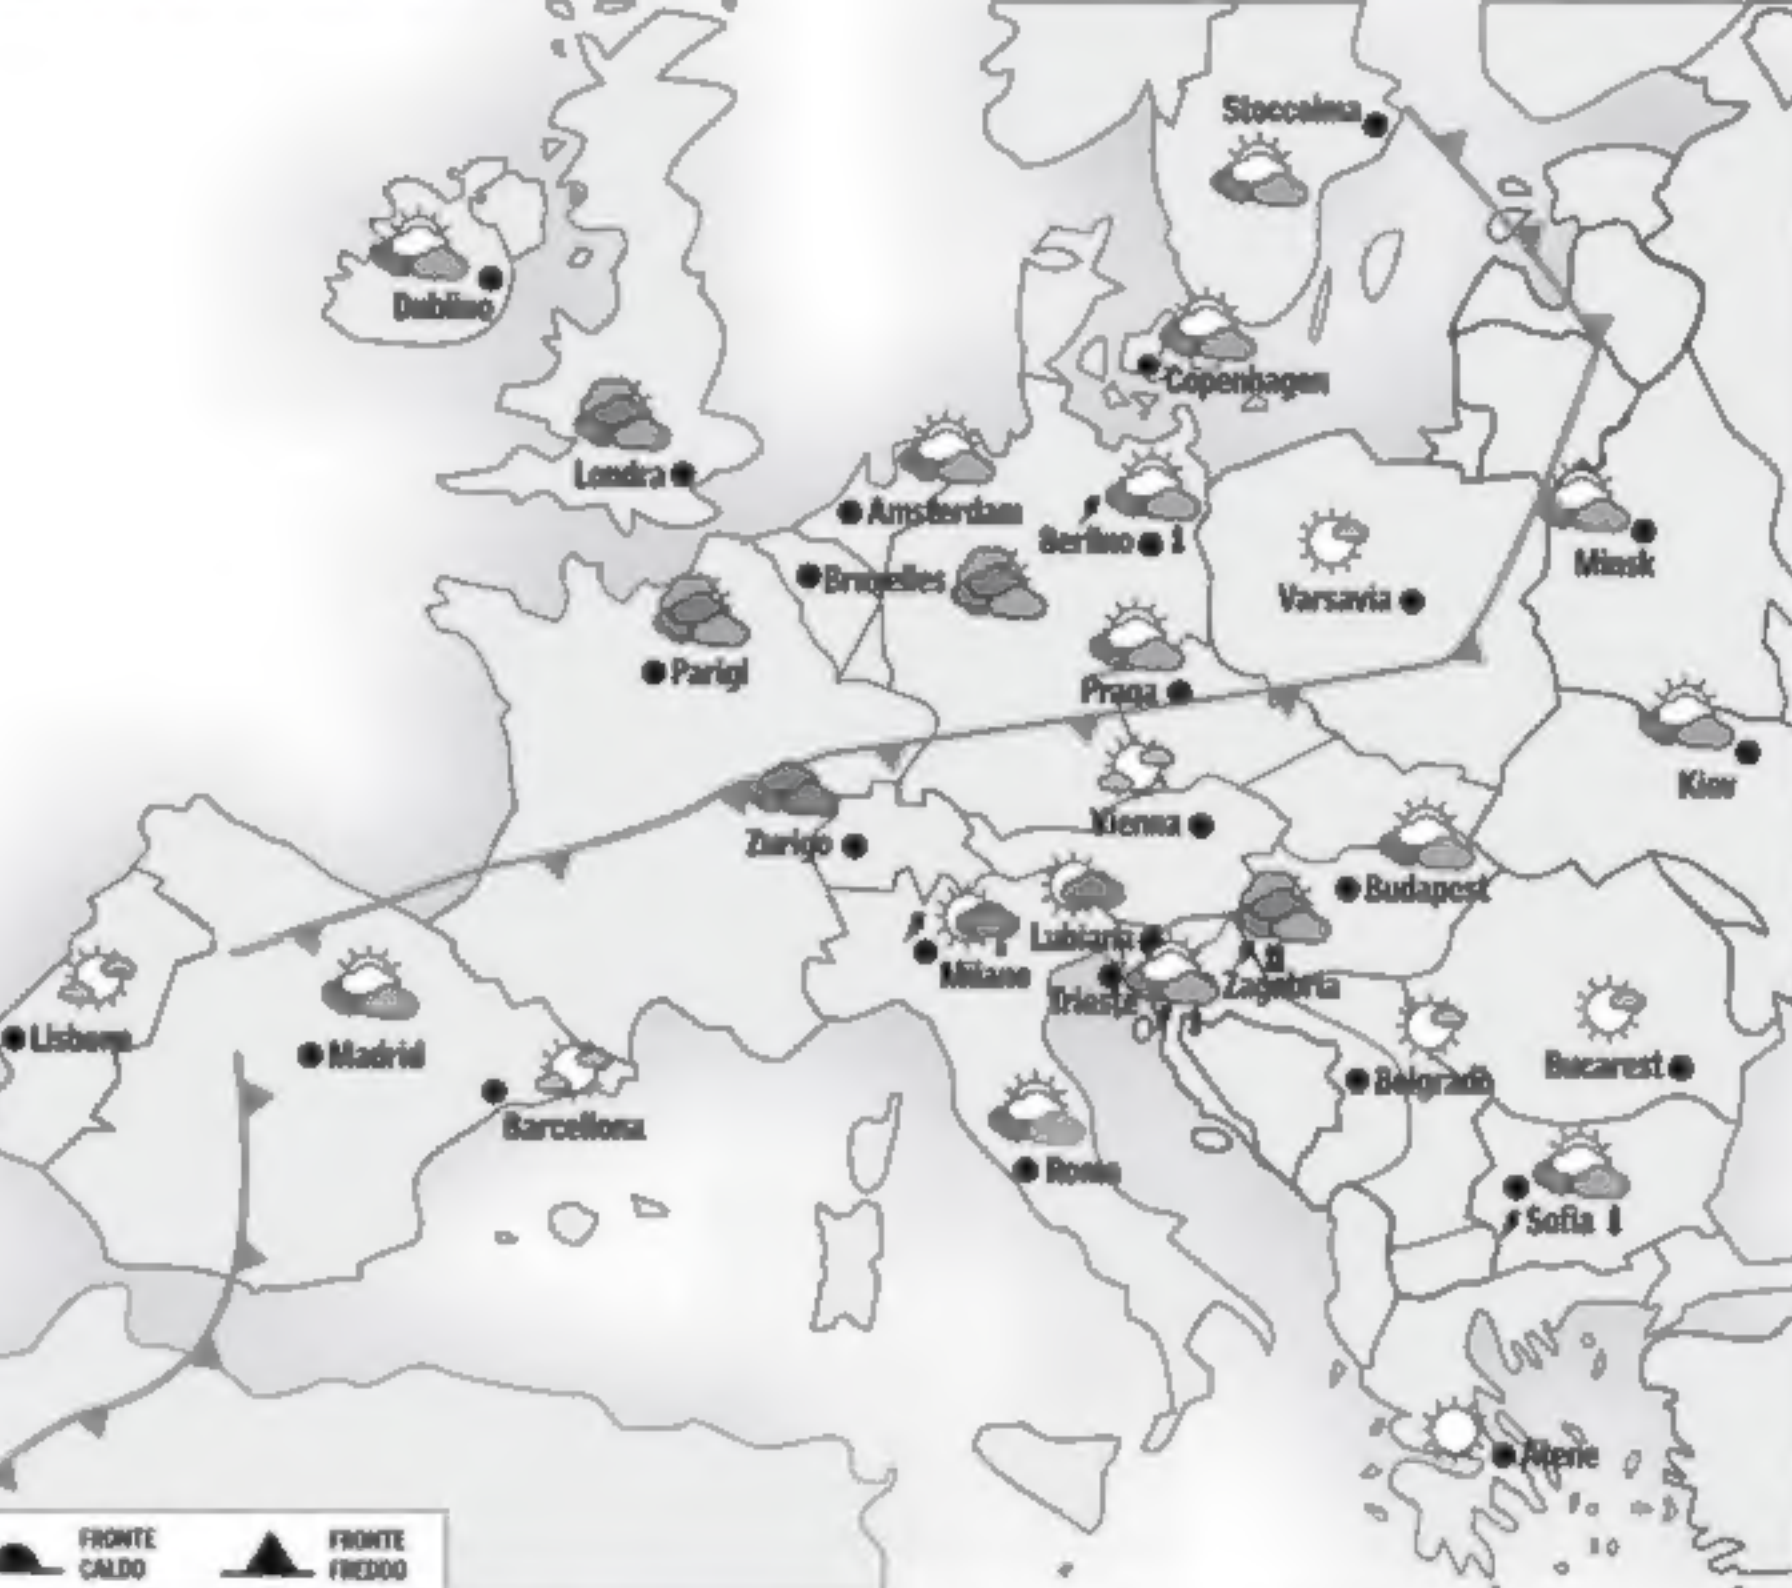 Stoccolma
Dublino
Copenhagen
Londra
Amsterdam
Berlino
Minsk
Bruxelles
Varsavia
Parigi
Praga
Kiev
Vienna
Zurigo
Budapest
Lubiana
Milano
Trieste
Zagabria
Lisbona
Madrid
Belgrado
Bucarest
Barcellona
Roma
Sofia
Atene
FRONTE
CALDO
FRONTE
FREDDO